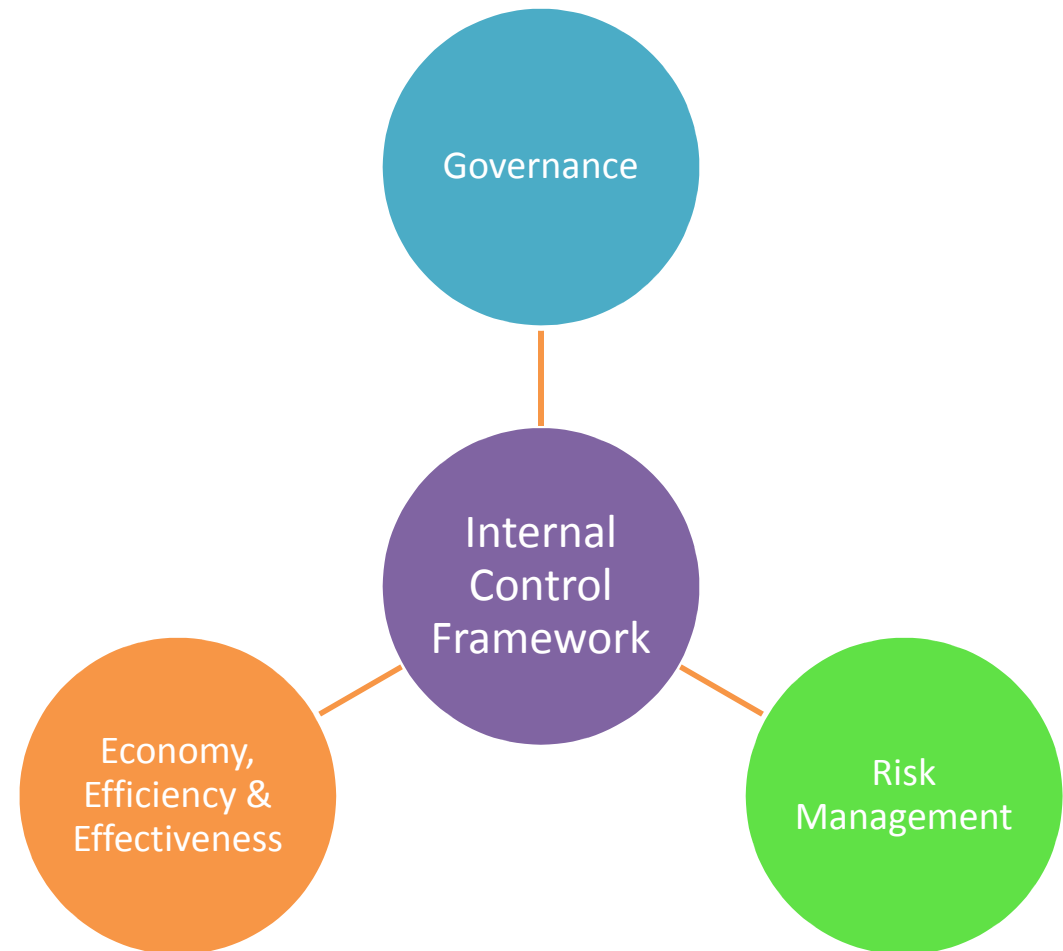 Governance
Internal
Control
Framework
Economy,
Efficiency &
Effectiveness
Risk
Management